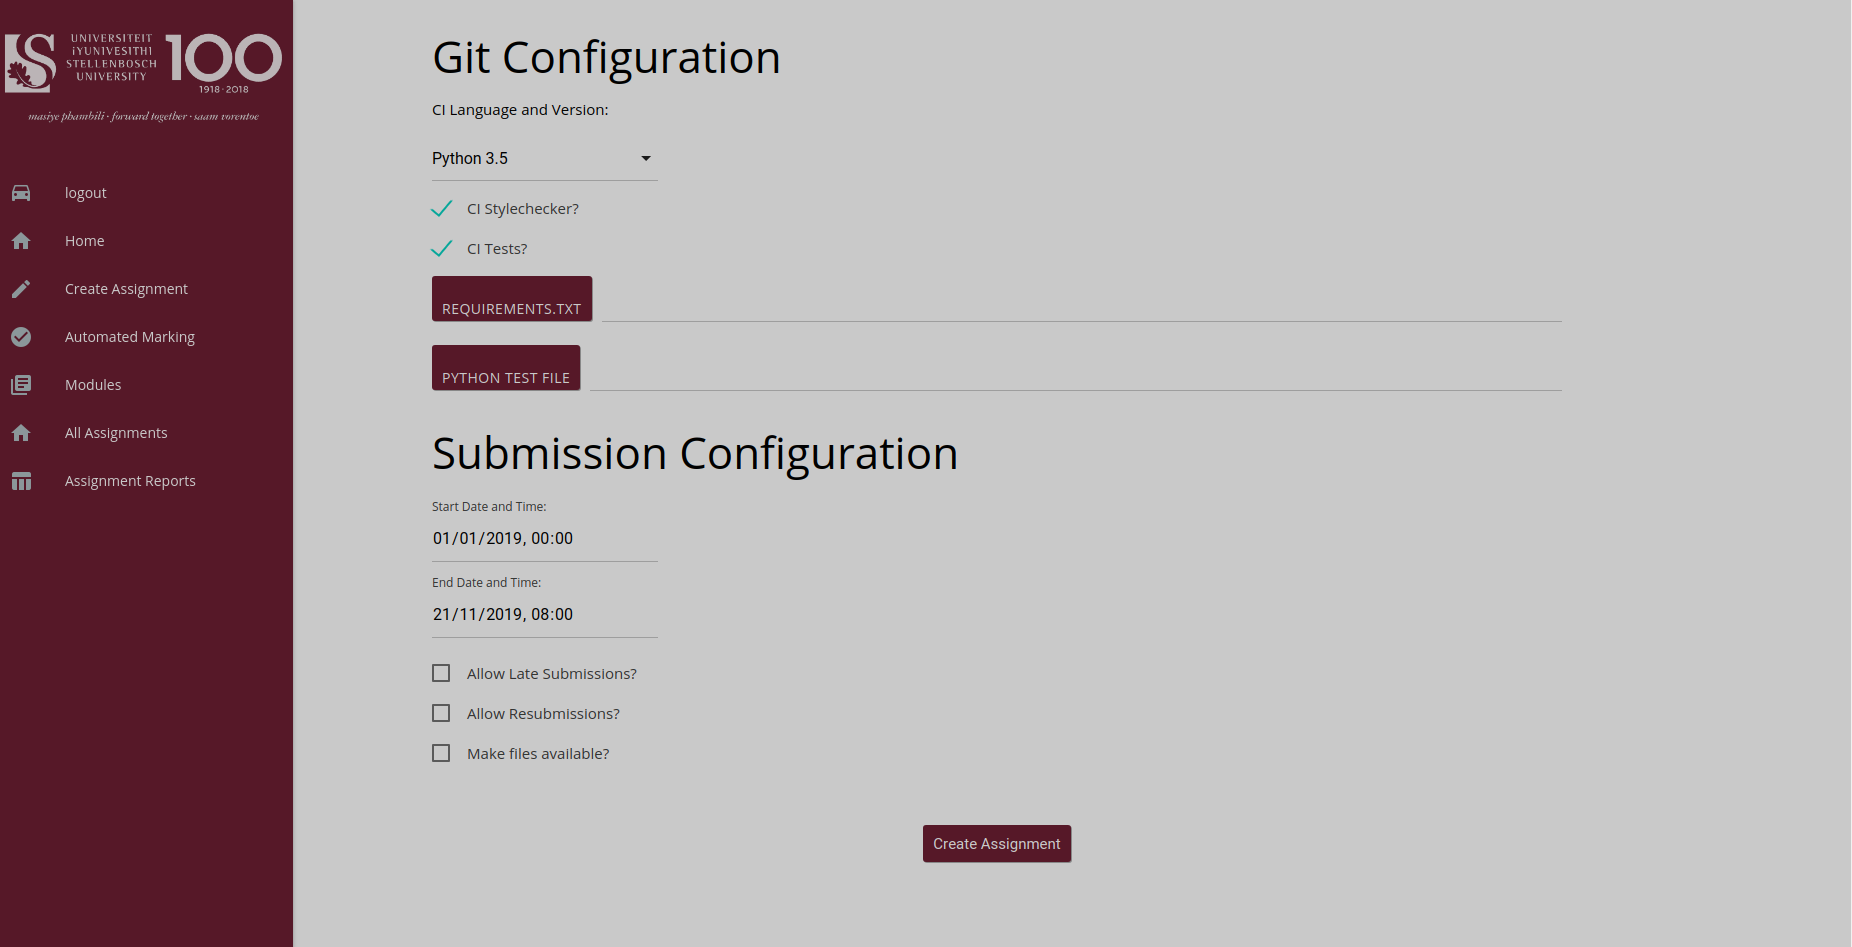 UNIVERSITEIT
iYUNIVESITHI
STELLENBOSCH
UNIVERSITY
100
1918·2018
masiye phambili · forward together · saam vorentoe
logout
Home
Create Assignment
Automated Marking
Modules
All Assignments
Assignment Reports
Git Configuration
CI Language and Version:
Python 3.5
CI Stylechecker?
CI Tests?
REQUIREMENTS.TXT
PYTHON TEST FILE
Submission Configuration
Start Date and Time:
01/01/2019, 00:00
End Date and Time:
21/11/2019, 08:00
Allow Late Submissions?
Allow Resubmissions?
Make files available?
Create Assignment